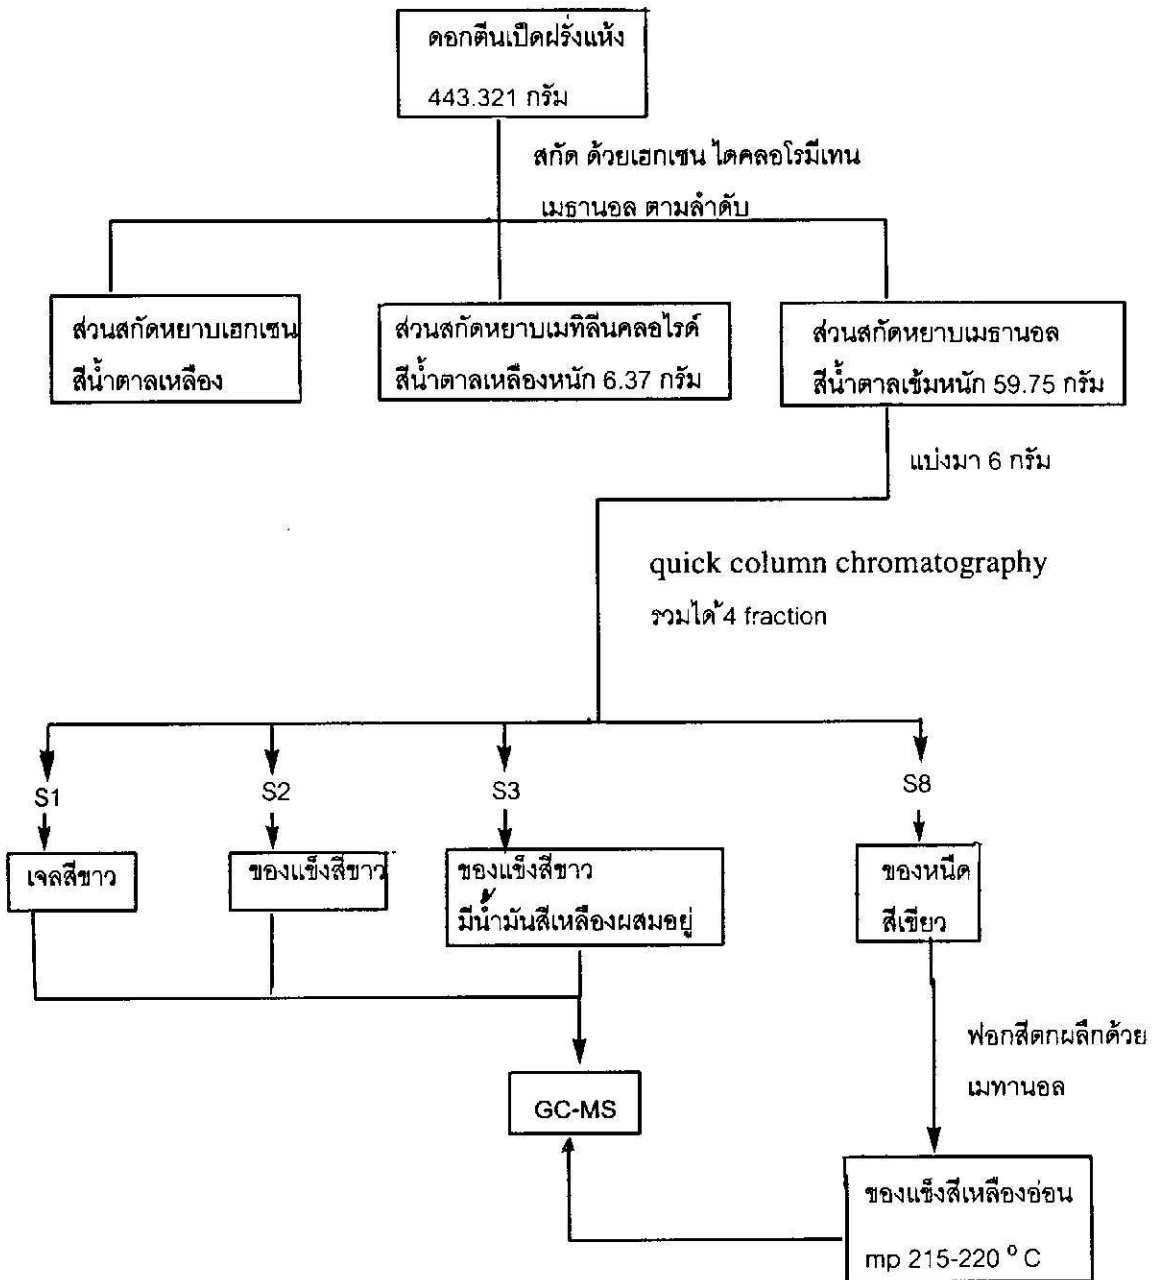 ดอกตีนเป็ดฝรั่งแห้ง
443.321 กรัม
สกัด ด้วยเฮกเซน ไดคลอโรมีเทน
เมธานอล ตามลำดับ
ส่วนสกัดหยาบเฮกเซน
สีน้ำตาลเหลือง
ส่วนสกัดหยาบเมทิลีนคลอไรด์
สีน้ำตาลเหลืองหนัก 6.37 กรัม
ส่วนสกัดหยาบเมธานอล
สีน้ำตาลเข้มหนัก 59.75 กรัม
แบ่งมา 6 กรัม
quick column chromatography
รวมได้ 4 fraction
S1
S2
S3
S8
เจลสีขาว
ของแข็งสีขาว
ของแข็งสีขาว
มีน้ำมันสีเหลืองผสมอยู่
ของหนืด
สีเขียว
ฟอกสีตกผลึกด้วย
เมทานอล
GC-MS
ของแข็งสีเหลืองอ่อน
mp 215-220 ° C